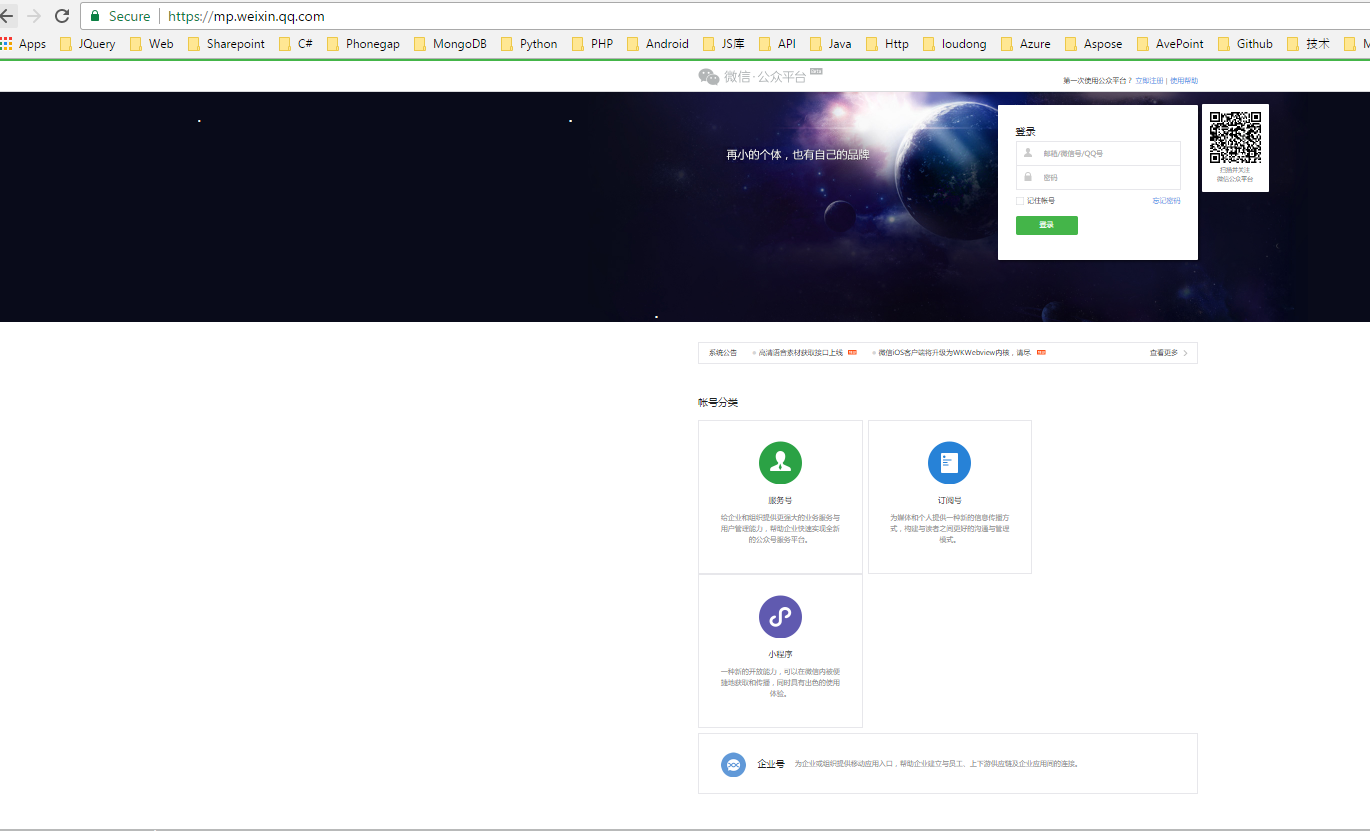 Secure | https://mp.weixin.qq.com
Apps JQuery Web Sharepoint C# Phonegap MongoDB Python PHP Android JS库 API Java Http loudong Azure Aspose AvePoint Github 技术 M
微信·公众平台
第一次使用公众平台？ 立即注册 | 使用帮助
再小的个体，也有自己的品牌
登录
邮箱/微信号/QQ号
密码
记住帐号 忘记密码
登录
扫描并关注
微信公众平台
系统公告 高清语音素材获取接口上线 微信iOS客户端将升级为WKWebview内核，请尽 查看更多
帐号分类
服务号
给企业和组织提供更强大的业务服务与
用户管理能力，帮助企业快速实现全新
的公众号服务平台。
订阅号
为媒体和个人提供一种新的信息传播方
式，构建与读者之间更好的沟通与管理
模式。
小程序
一种新的开放能力，可以在微信内被便
捷地获取和传播，同时具有出色的使用
体验。
企业号 为企业或组织提供移动应用入口，帮助企业建立与员工、上下游供应链及企业应用间的连接。